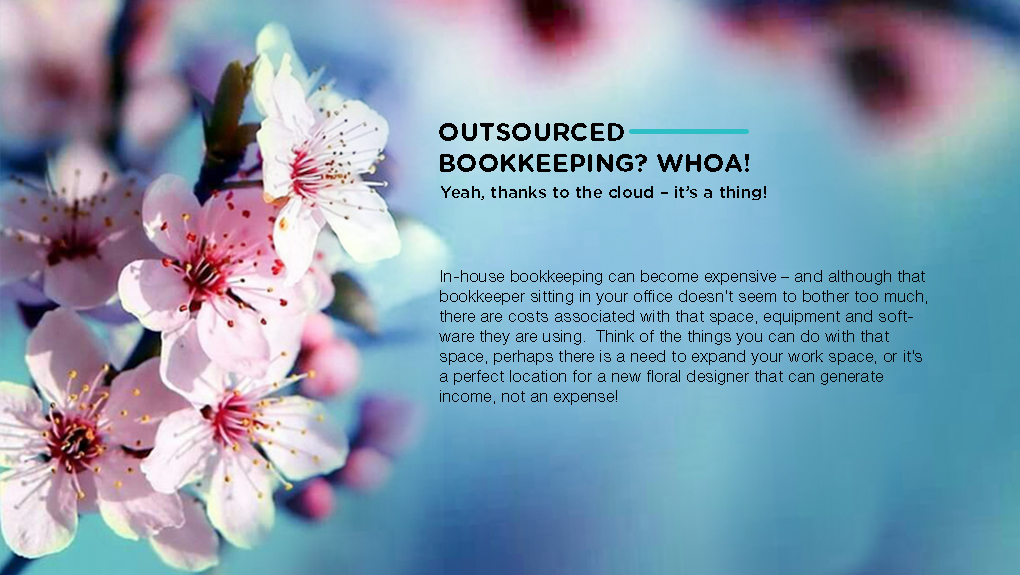 OUTSOURCED
BOOKKEEPING? WHOA!
Yeah, thanks to the cloud – it's a thing!
In-house bookkeeping can become expensive – and although that
bookkeeper sitting in your office doesn't seem to bother too much,
there are costs associated with that space, equipment and soft-
ware they are using.  Think of the things you can do with that
space, perhaps there is a need to expand your work space, or it's
a perfect location for a new floral designer that can generate
income, not an expense!